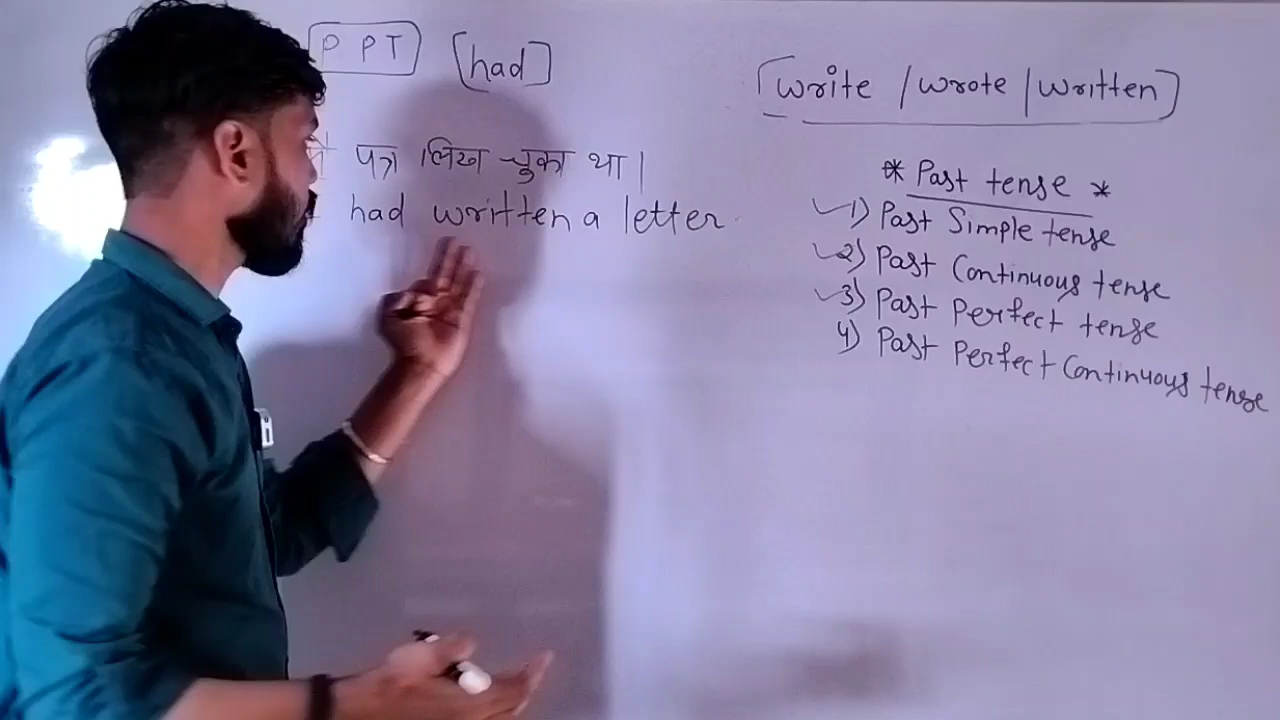 P P T [had]
पत्र लिख चुका था।
had written a letter.
[write / wrote / written]
* Past tense *
1) Past Simple tense
2) Past Continuous tense
3) Past Perfect tense
4) Past Perfect Continuous tense